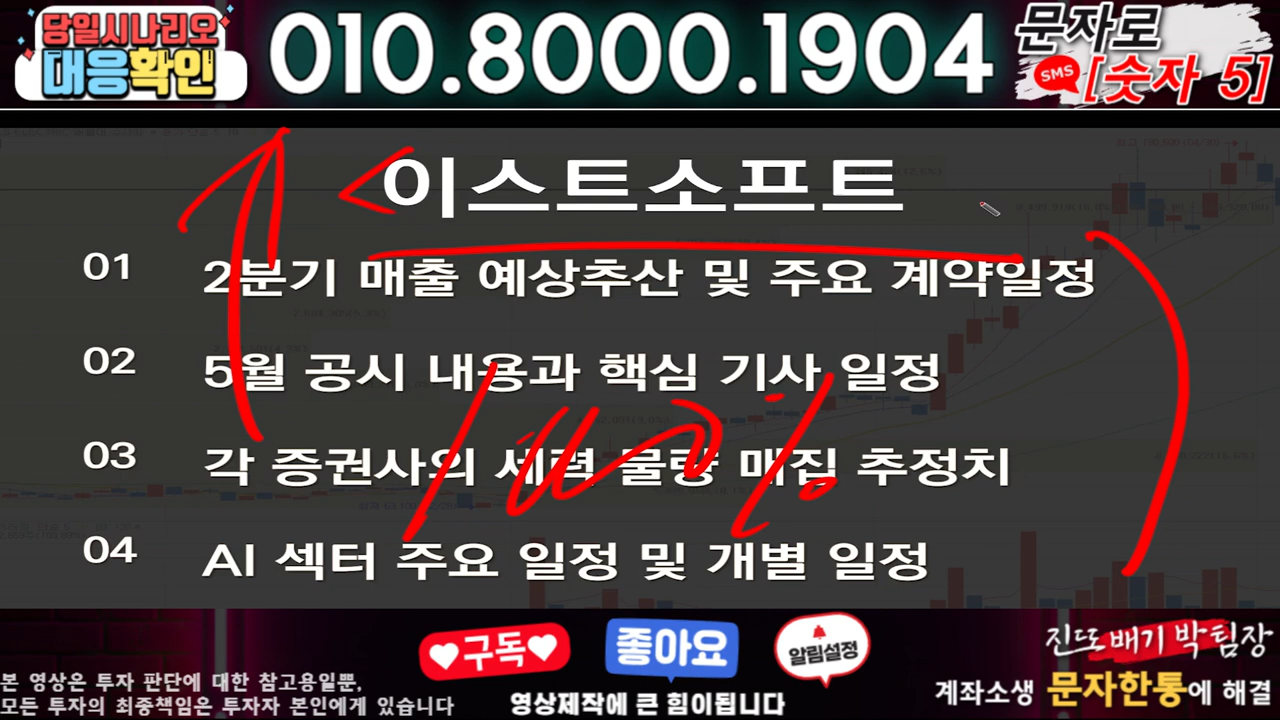 당일시나리오
대응확인
010.8000.1904
문자로
SMS
[숫자 5]
이스트소프트
01 2분기 매출 예상추산 및 주요 계약일정
02 5월 공시 내용과 핵심 기사 일정
03 각 증권사의 세력 물량 매집 추정치
100%
04 AI 섹터 주요 일정 및 개별 일정
구독
좋아요
알림설정
영상제작에 큰 힘이됩니다
본 영상은 투자 판단에 대한 참고용일뿐,
모든 투자의 최종책임은 투자자 본인에게 있습니다
진또배기 박팀장
계좌소생 문자한통에 해결